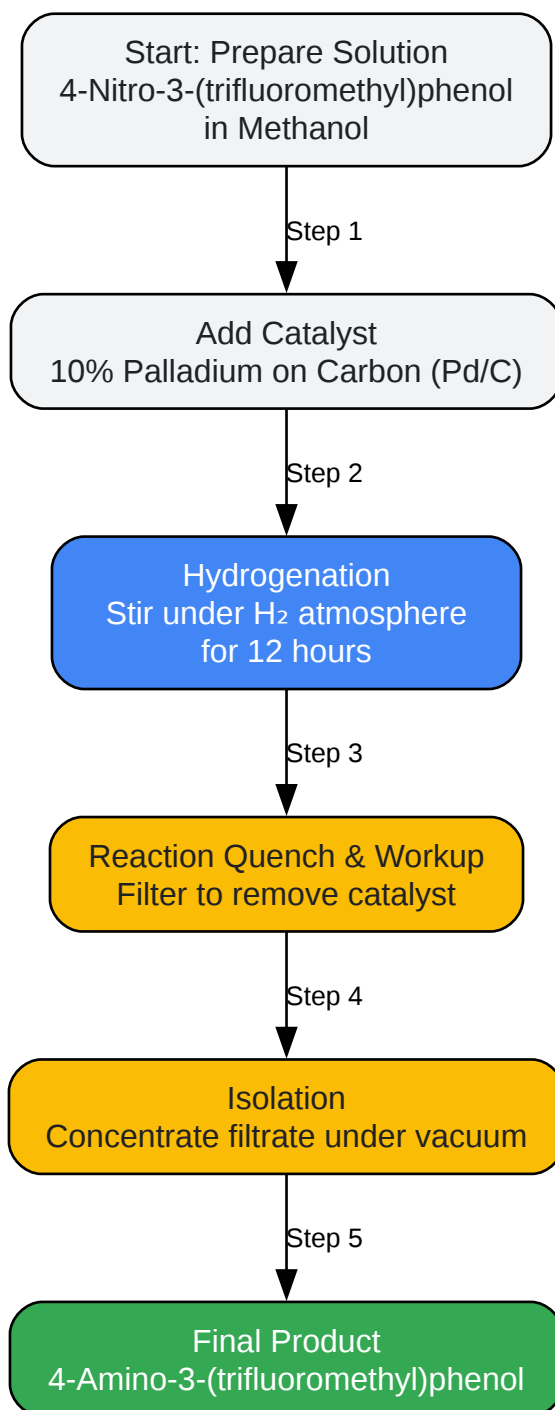 Start: Prepare Solution
4-Nitro-3-(trifluoromethyl)phenol
in Methanol
Step 1
Add Catalyst
10% Palladium on Carbon (Pd/C)
Step 2
Hydrogenation
Stir under H₂ atmosphere
for 12 hours
Step 3
Reaction Quench & Workup
Filter to remove catalyst
Step 4
Isolation
Concentrate filtrate under vacuum
Step 5
Final Product
4-Amino-3-(trifluoromethyl)phenol